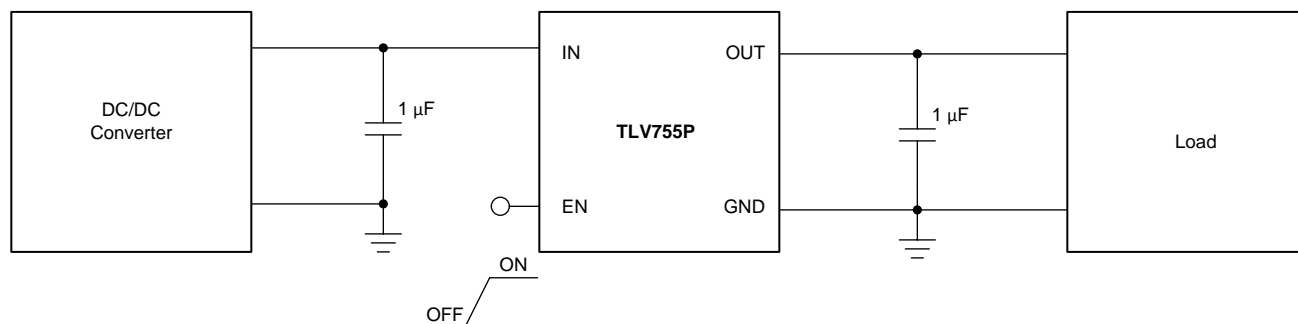 DC/DC
Converter
1 μF
IN
EN
ON
OFF
TLV755P
OUT
GND
1 μF
Load